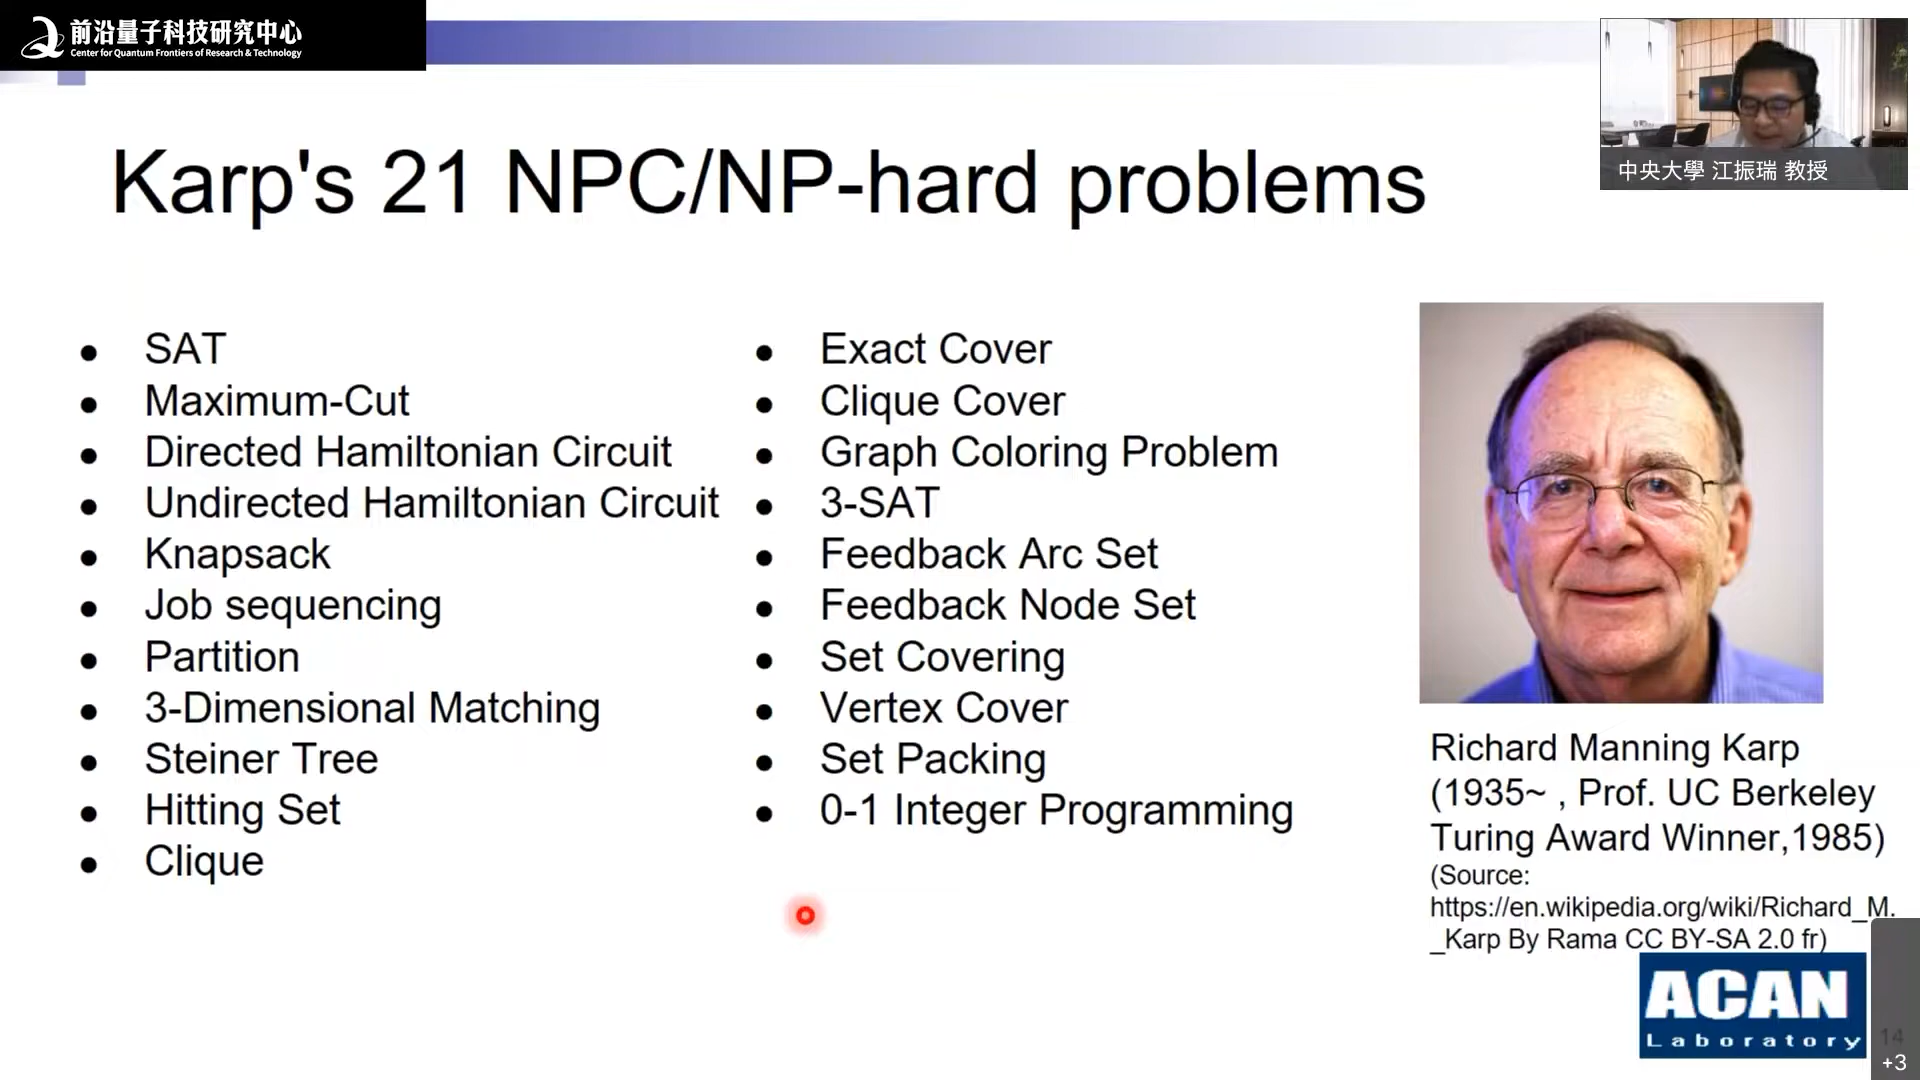 前沿量子科技研究中心
Center for Quantum Frontiers of Research & Technology
中央大學 江振瑞 教授
Karp's 21 NPC/NP-hard problems
● SAT
● Maximum-Cut
● Directed Hamiltonian Circuit
● Undirected Hamiltonian Circuit
● Knapsack
● Job sequencing
● Partition
● 3-Dimensional Matching
● Steiner Tree
● Hitting Set
● Clique
● Exact Cover
● Clique Cover
● Graph Coloring Problem
● 3-SAT
● Feedback Arc Set
● Feedback Node Set
● Set Covering
● Vertex Cover
● Set Packing
● 0-1 Integer Programming
Richard Manning Karp
(1935~ , Prof. UC Berkeley
Turing Award Winner,1985)
(Source:
https://en.wikipedia.org/wiki/Richard_M.
_Karp By Rama CC BY-SA 2.0 fr)
ACAN
Laboratory
14
+3